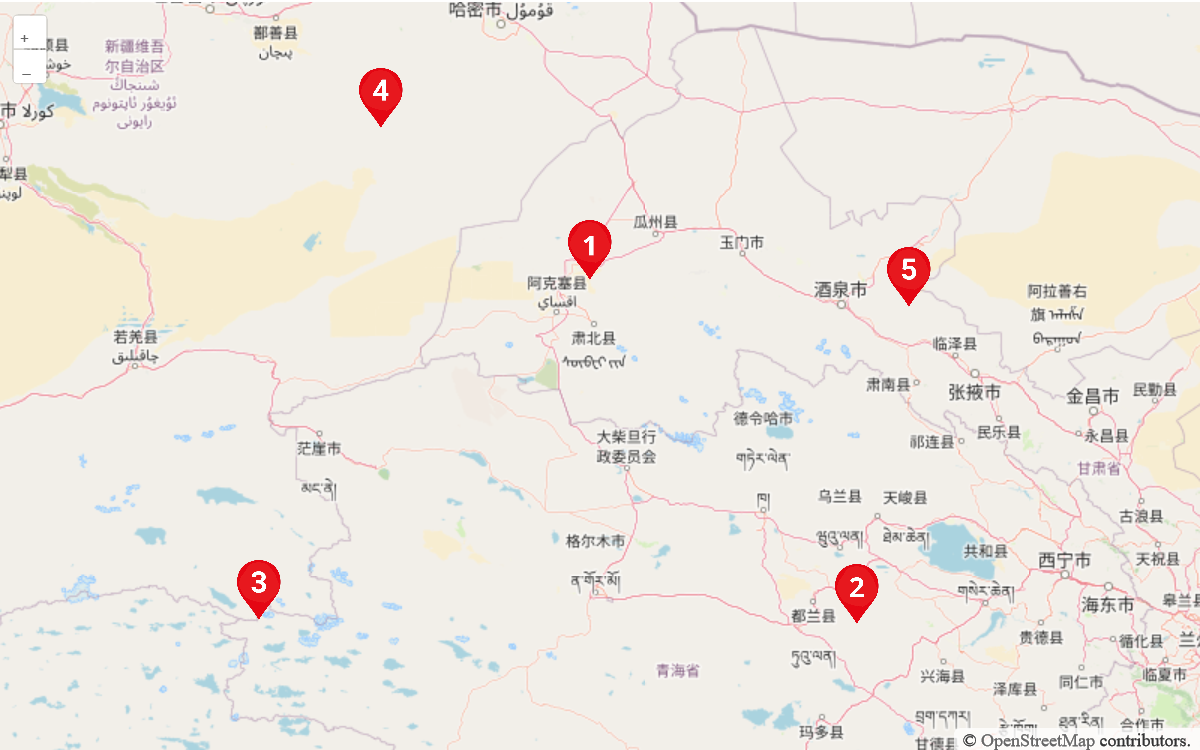 哈密市 قۇمۇل
鄯善县
پىچان
新疆维吾
尔自治区
شىنجاڭ
ئۇيغۇر ئاپتونوم
رايونى
كورلا
4
瓜州县
玉门市
1
5
阿克塞县
اقساي
酒泉市
阿拉善右
旗
若羌县
چاقىلىق
肃北县
临泽县
肃南县
张掖市
金昌市
民勤县
德令哈市
གཏེར་ལེན་
茫崖市
མང་ནེ།
大柴旦行
政委员会
祁连县
民乐县
永昌县
甘肃省
ཁ།
乌兰县
天峻县
ཐེམ་ཆེན།
古浪县
格尔木市
ན་གོར་མོ།
共和县
གསེར་ཆེན།
西宁市
天祝县
3
2
都兰县
ཏུའུ་ལན།
海东市
皋兰县
贵德县
循化县
青海省
兴海县
泽库县
同仁市
临夏市
玛多县
甘德县
合作市
© OpenStreetMap contributors.